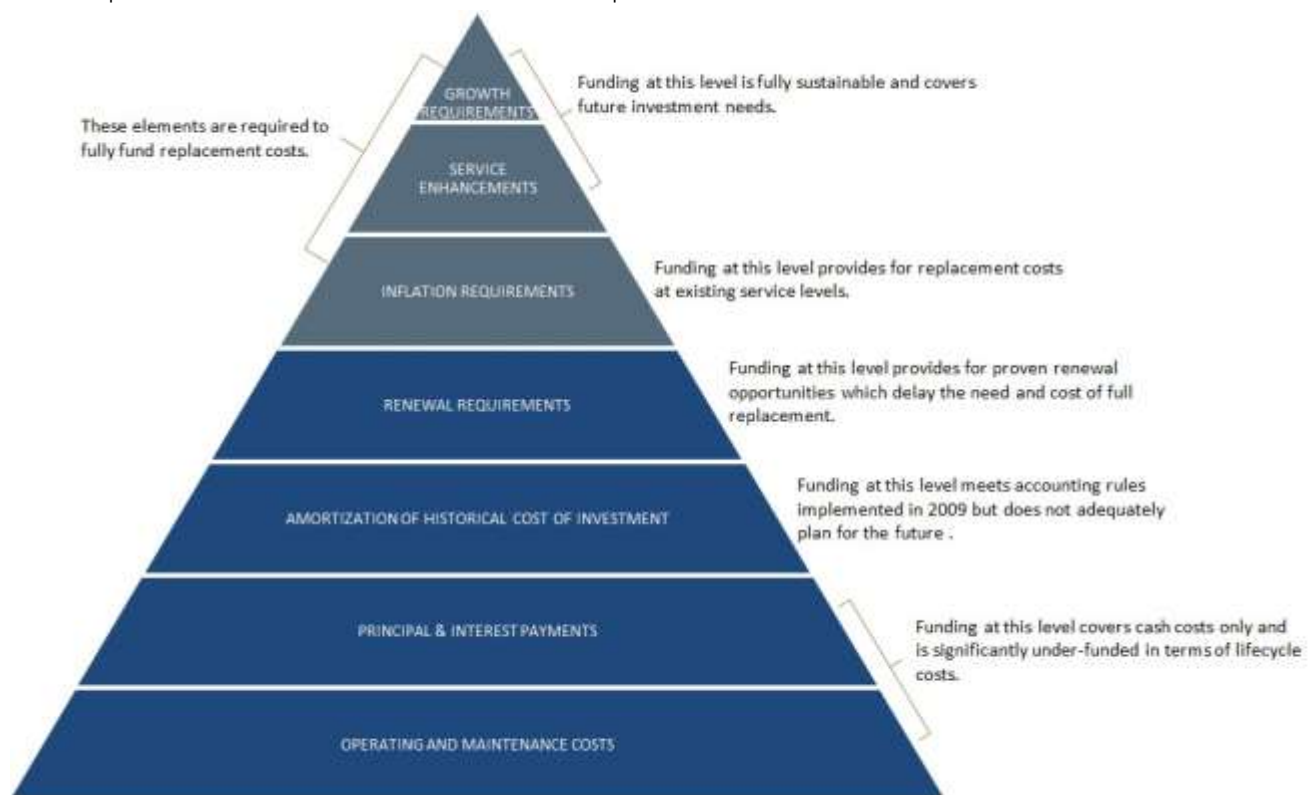 GROWTH
REQUIREMENTS
Funding at this level is fully sustainable and covers
future investment needs.
These elements are required to
fully fund replacement costs.
SERVICE
ENHANCEMENTS
INFLATION REQUIREMENTS
Funding at this level provides for replacement costs
at existing service levels.
RENEWAL REQUIREMENTS
Funding at this level provides for proven renewal
opportunities which delay the need and cost of full
replacement.
AMORTIZATION OF HISTORICAL COST OF INVESTMENT
Funding at this level meets accounting rules
implemented in 2009 but does not adequately
plan for the future .
PRINCIPAL & INTEREST PAYMENTS
Funding at this level covers cash costs only and
is significantly under-funded in terms of lifecycle
costs.
OPERATING AND MAINTENANCE COSTS